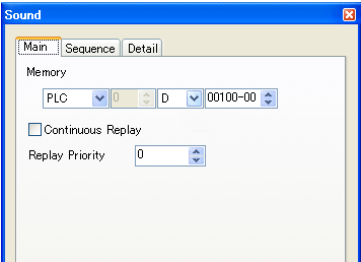 Sound
Main Sequence Detail
Memory
PLC 0 D 00100-00
Continuous Replay
Replay Priority 0